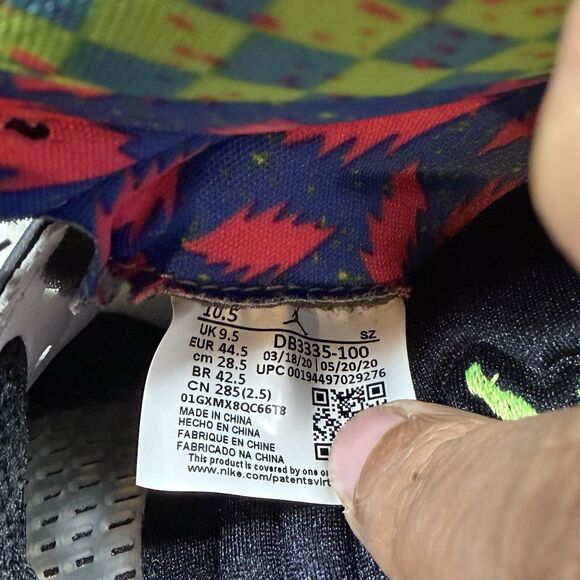 10.5
UK 9.5
EUR 44.5
cm 28.5
BR 42.5
CN 285(2.5)
SZ
DB3335-100
03/18/20 05/20/20
UPC 00194497029276
01GXMX8QC66T8
MADE IN CHINA
HECHO EN CHINA
FABRIQUE EN CHINE
FABRICADO NA CHINA
This product is covered by one or
www.nike.com/patentsvirt